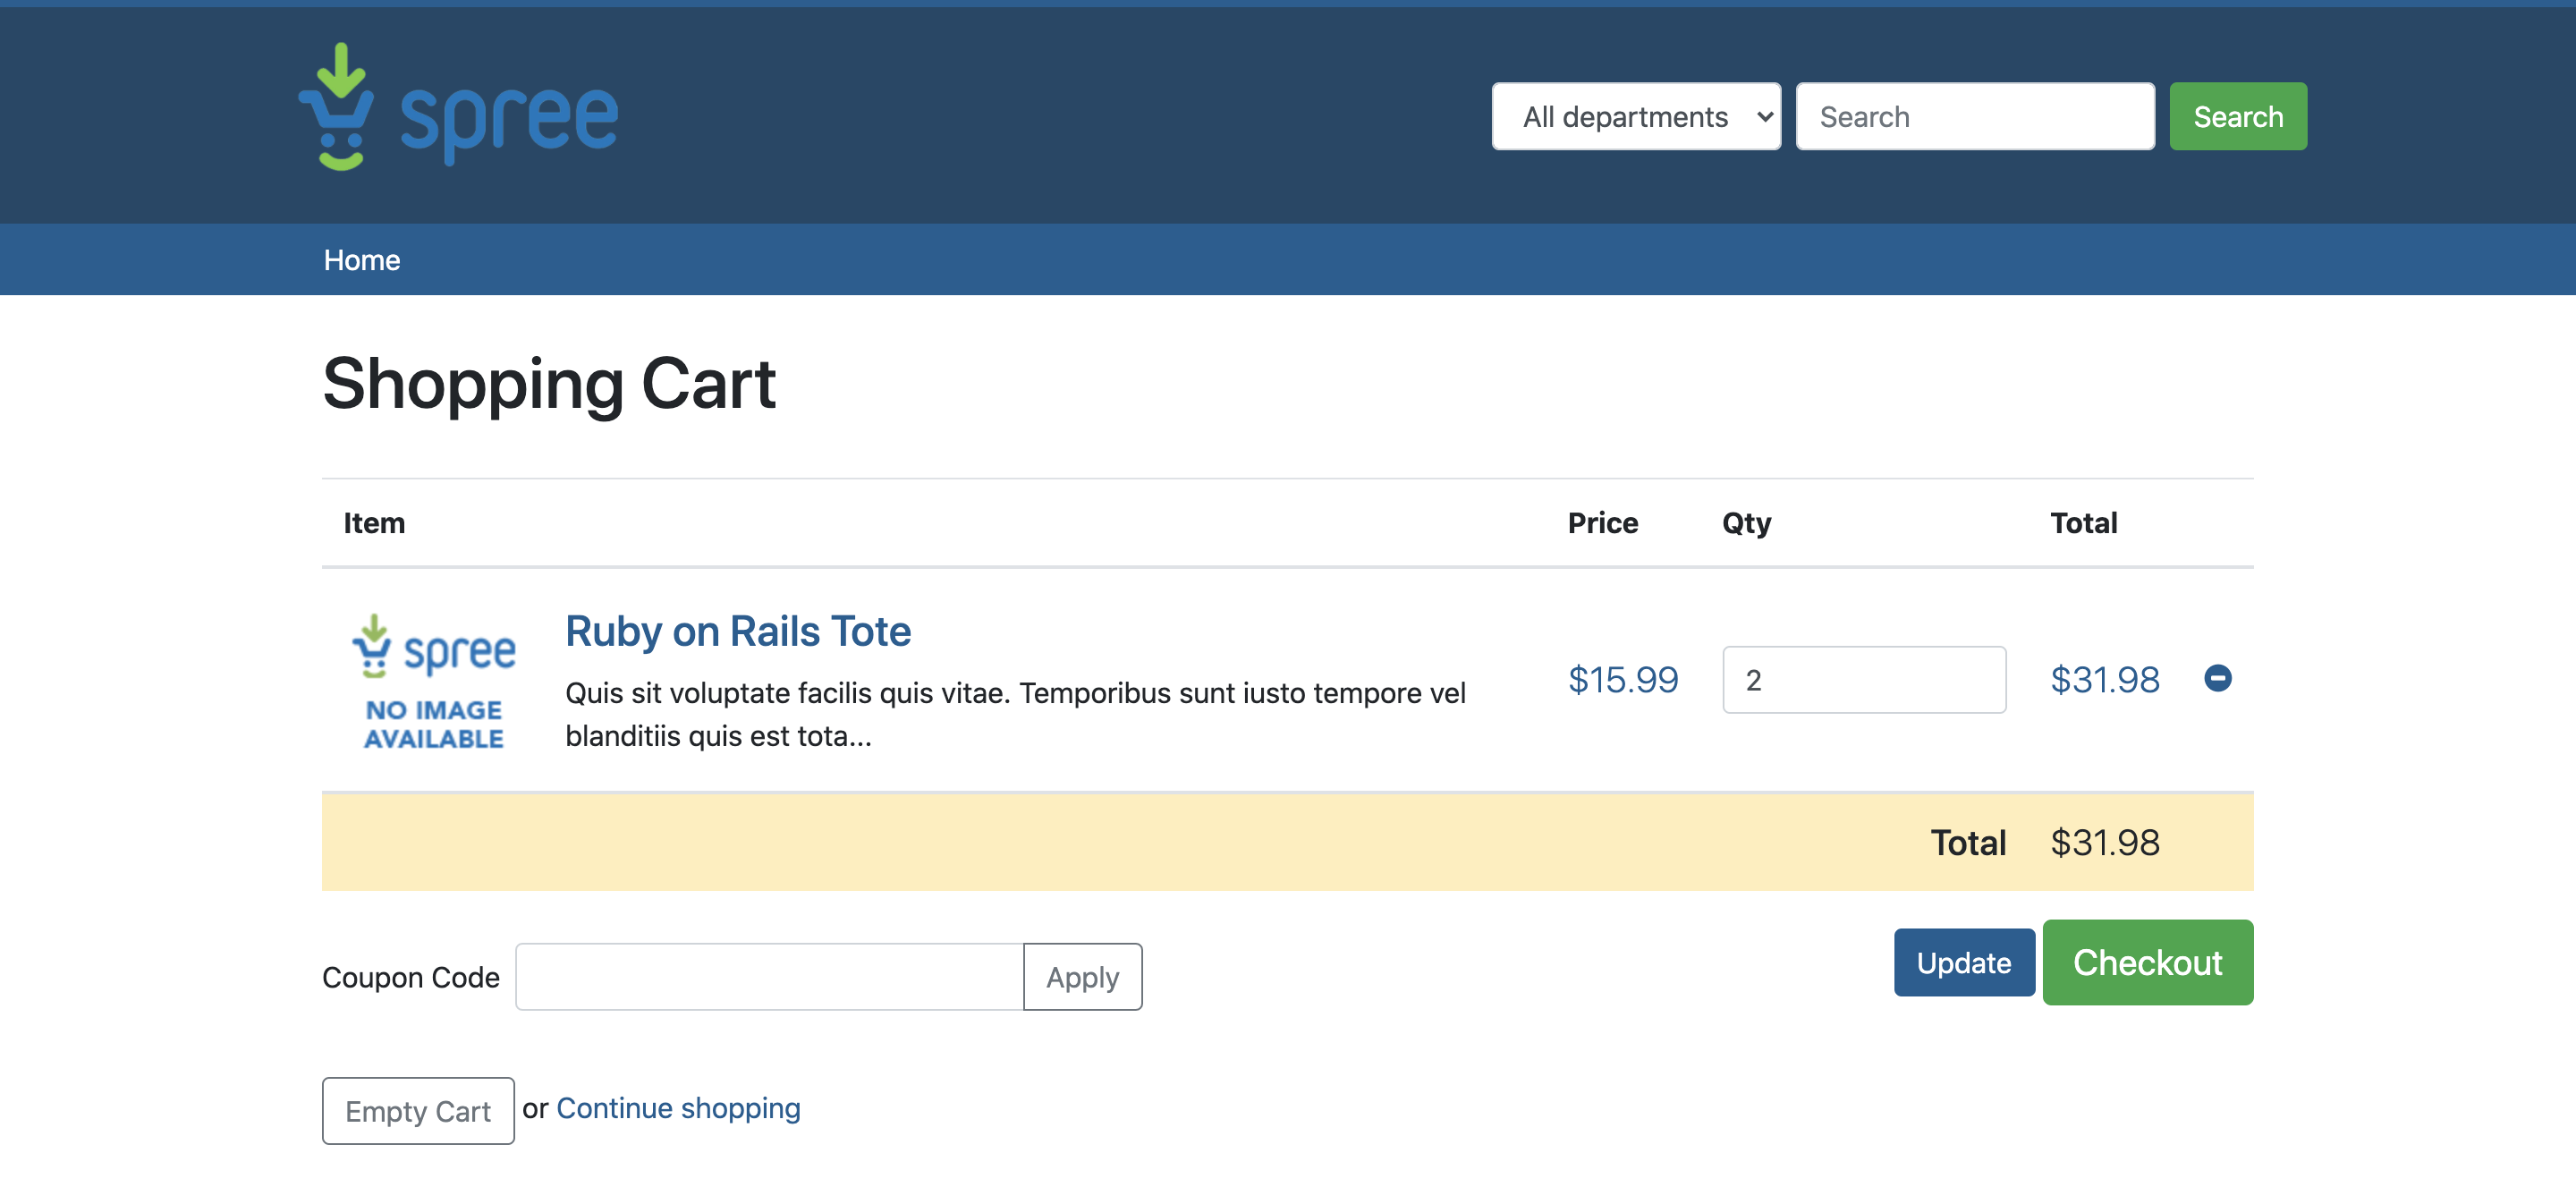 spree
All departments
Search
Search
Home
Shopping Cart
Item Price Qty Total
spree
NO IMAGE
AVAILABLE
Ruby on Rails Tote
Quis sit voluptate facilis quis vitae. Temporibus sunt iusto tempore vel
blanditiis quis est tota...
$15.99 2 $31.98
Total $31.98
Coupon Code Apply
Update Checkout
Empty Cart or Continue shopping